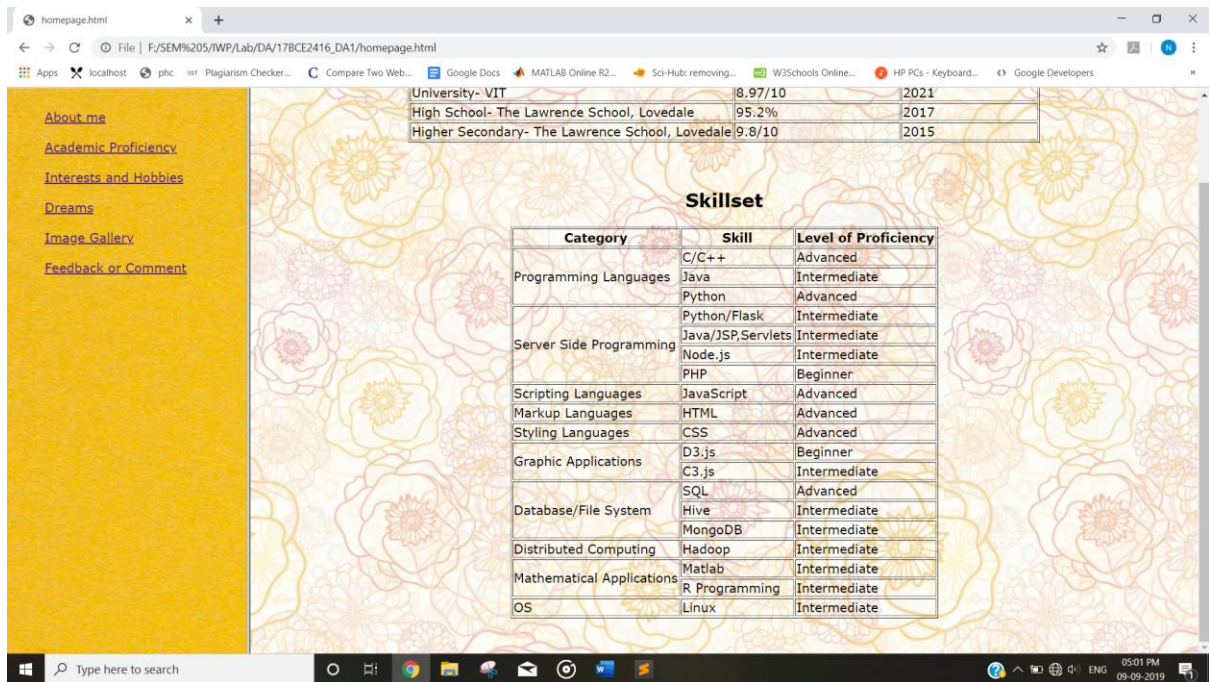 homepage.html
File | F:/SEM%205/IWP/Lab/DA/17BCE2416_DA1/homepage.html
Apps localhost phc Plagiarism Checker... Compare Two Web... Google Docs MATLAB Online R2... Sci-Hub: removing... W3Schools Online... HP PCs - Keyboard... Google Developers »
About me
Academic Proficiency
Interests and Hobbies
Dreams
Image Gallery
Feedback or Comment
University- VIT 8.97/10 2021
High School- The Lawrence School, Lovedale 95.2% 2017
Higher Secondary- The Lawrence School, Lovedale 9.8/10 2015
Skillset
Category Skill Level of Proficiency
Programming Languages C/C++ Advanced
Java Intermediate
Python Advanced
Server Side Programming Python/Flask Intermediate
Java/JSP,Servlets Intermediate
Node.js Intermediate
PHP Beginner
Scripting Languages JavaScript Advanced
Markup Languages HTML Advanced
Styling Languages CSS Advanced
Graphic Applications D3.js Beginner
C3.js Intermediate
Database/File System SQL Advanced
Hive Intermediate
MongoDB Intermediate
Distributed Computing Hadoop Intermediate
Mathematical Applications Matlab Intermediate
R Programming Intermediate
OS Linux Intermediate
Type here to search
ENG 05:01 PM
09-09-2019